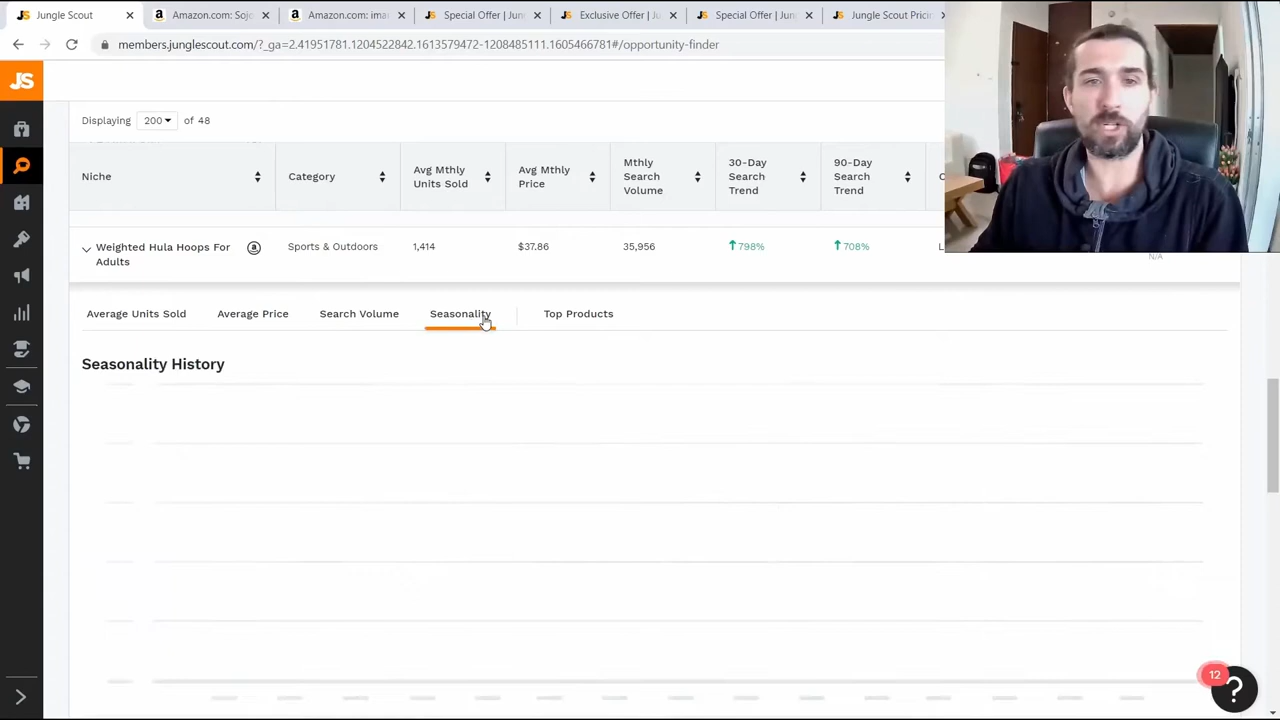 Jungle Scout
Amazon.com: Sojo
Amazon.com: imar
Special Offer | Jung
Exclusive Offer | Ju
Special Offer | Jung
Jungle Scout Pricin
members.junglescout.com/?_ga=2.41951781.1204522842.1613579472-1208485111.1605466781#/opportunity-finder
JS
Displaying 200 of 48
Niche
Category
Avg Mthly
Units Sold
Avg Mthly
Price
Mthly
Search
Volume
30-Day
Search
Trend
90-Day
Search
Trend
Weighted Hula Hoops For
Adults
Sports & Outdoors
1,414
$37.86
35,956
798%
708%
N/A
Average Units Sold
Average Price
Search Volume
Seasonality
Top Products
Seasonality History
12
?